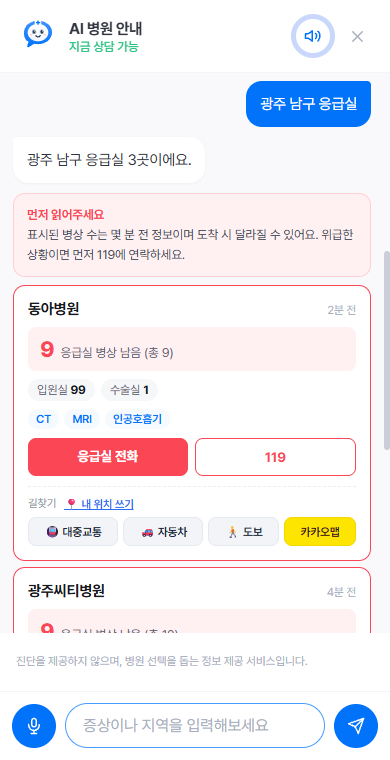 AI 병원 안내
지금 상담 가능
광주 남구 응급실
광주 남구 응급실 3곳이에요.
먼저 읽어주세요
표시된 병상 수는 몇 분 전 정보이며 도착 시 달라질 수 있어요. 위급한
상황이면 먼저 119에 연락하세요.
동아병원 2분 전
9 응급실 병상 남음 (총 9)
입원실 99 수술실 1
CT MRI 인공호흡기
응급실 전화 119
길찾기 내 위치 쓰기
대중교통 자동차 도보 카카오맵
광주씨티병원 4분 전
9 응급실 병상 남음 (총 10)
진단을 제공하지 않으며, 병원 선택을 돕는 정보 제공 서비스입니다.
증상이나 지역을 입력해보세요